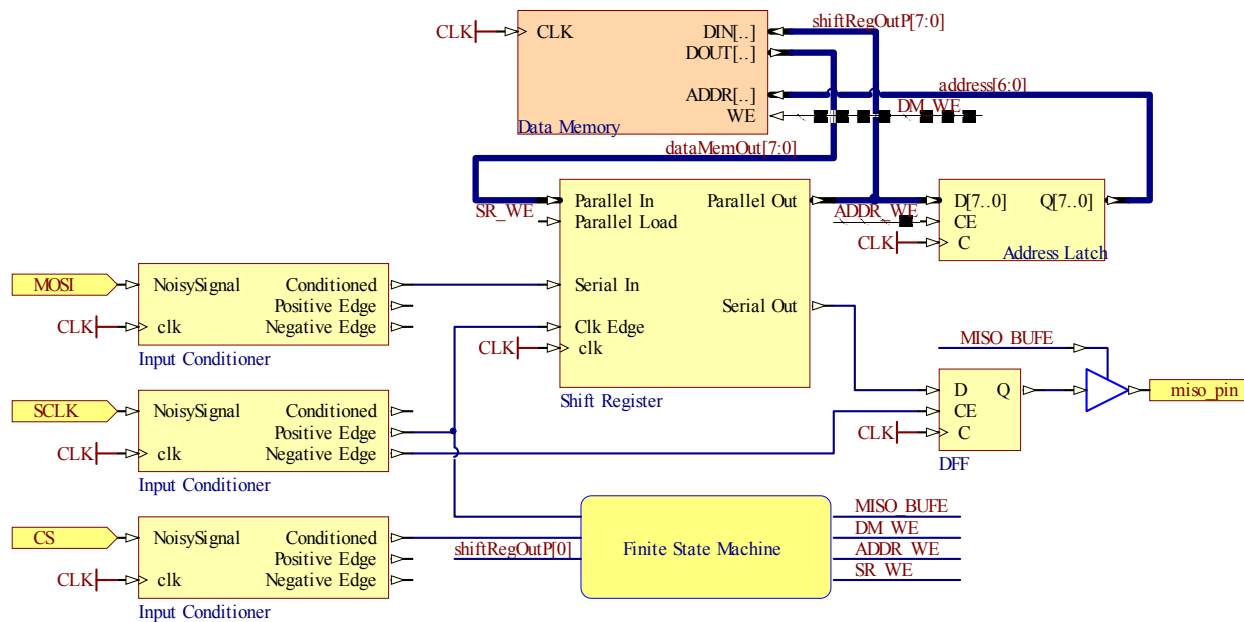 shiftRegOutP[7:0]
CLK
CLK
DIN[..]
DOUT[..]
address[6:0]
ADDR[..]
DM_WE
WE
Data Memory
dataMemOut[7:0]
SR_WE
Parallel In
Parallel Out
Parallel Load
D[7..0]
Q[7..0]
ADDR_WE
CE
CLK
C
Address Latch
MOSI
NoisySignal
Conditioned
Positive Edge
Negative Edge
CLK
clk
Input Conditioner
Serial In
Serial Out
Clk Edge
CLK
clk
Shift Register
MISO_BUFE
D
Q
CE
CLK
C
DFF
miso_pin
SCLK
NoisySignal
Conditioned
Positive Edge
Negative Edge
CLK
clk
Input Conditioner
CS
NoisySignal
Conditioned
Positive Edge
Negative Edge
CLK
clk
Input Conditioner
shiftRegOutP[0]
Finite State Machine
MISO_BUFE
DM_WE
ADDR_WE
SR_WE